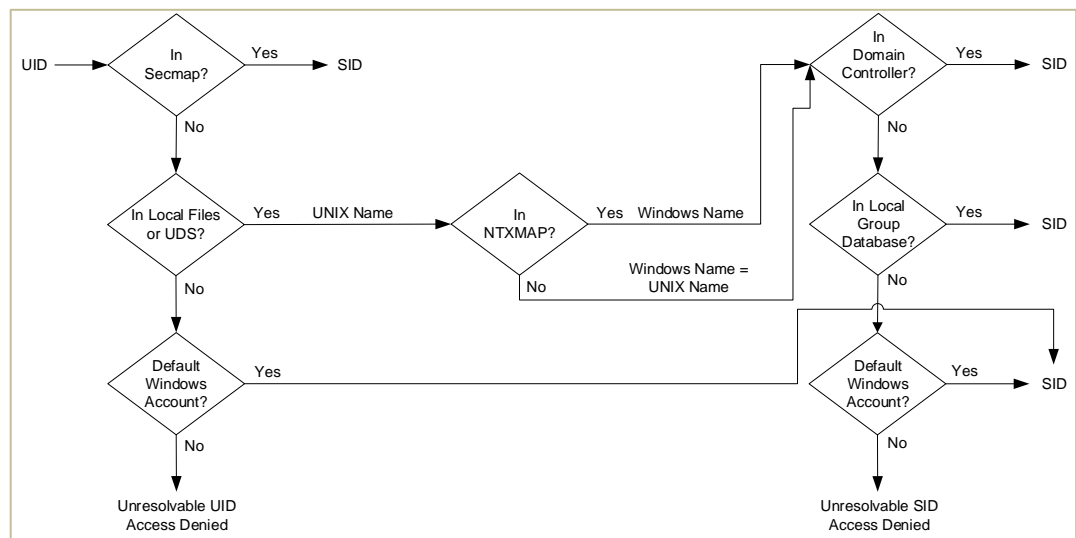 UID
In
Secmap?
Yes
SID
No
In
Domain
Controller?
Yes
SID
No
In Local Files
or UDS?
Yes
UNIX Name
No
In
NTXMAP?
Yes
Windows Name
No
Windows Name =
UNIX Name
In Local
Group
Database?
Yes
SID
No
Default
Windows
Account?
Yes
No
Default
Windows
Account?
Yes
SID
No
Unresolvable UID
Access Denied
Unresolvable SID
Access Denied